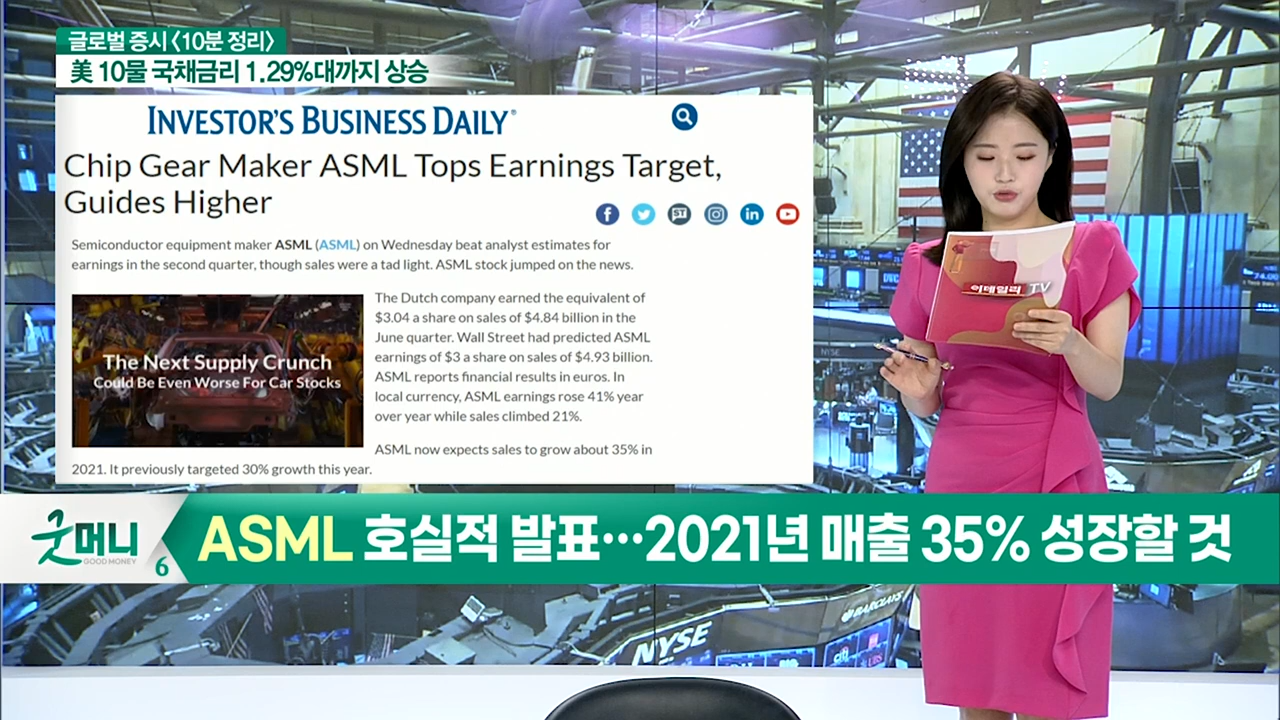 글로벌 증시 <10분 정리>
美 10물 국채금리 1.29%대까지 상승
INVESTOR'S BUSINESS DAILY®
Chip Gear Maker ASML Tops Earnings Target,
Guides Higher
Semiconductor equipment maker ASML (ASML) on Wednesday beat analyst estimates for
earnings in the second quarter, though sales were a tad light. ASML stock jumped on the news.
The Next Supply Crunch
Could Be Even Worse For Car Stocks
The Dutch company earned the equivalent of
$3.04 a share on sales of $4.84 billion in the
June quarter. Wall Street had predicted ASML
earnings of $3 a share on sales of $4.93 billion.
ASML reports financial results in euros. In
local currency, ASML earnings rose 41% year
over year while sales climbed 21%.
ASML now expects sales to grow about 35% in
2021. It previously targeted 30% growth this year.
이데일리 TV
굿머니
GOOD MONEY
6
ASML 호실적 발표…2021년 매출 35% 성장할 것
NYSE
BARCLAYS
citi
UBS
NYSE